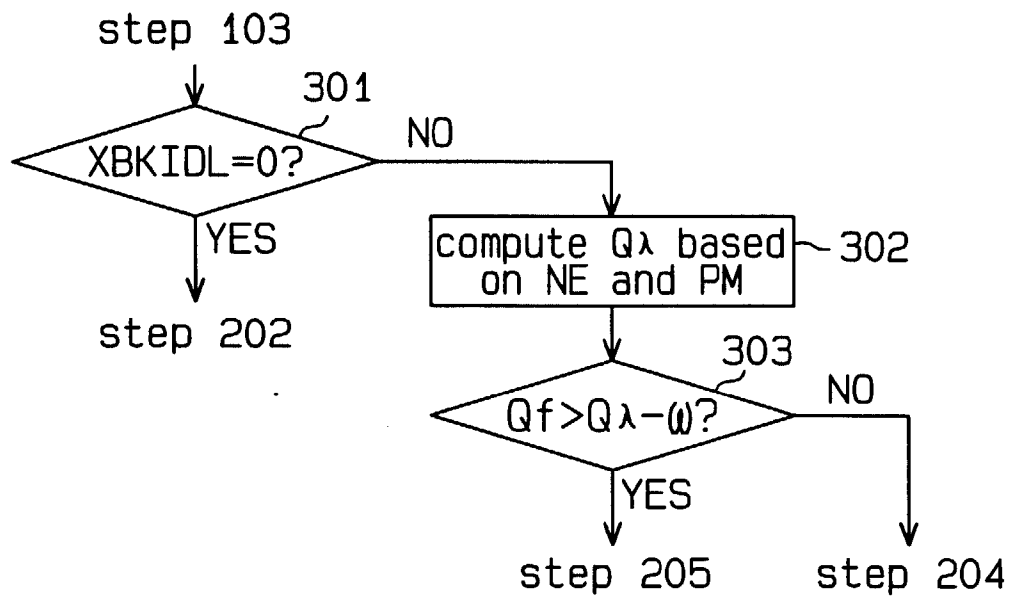 step 103
301
XBKIDL=0?
NO
YES
compute Qλ based
on NE and PM
302
step 202
303
Qf>Qλ-ω?
NO
YES
step 205
step 204